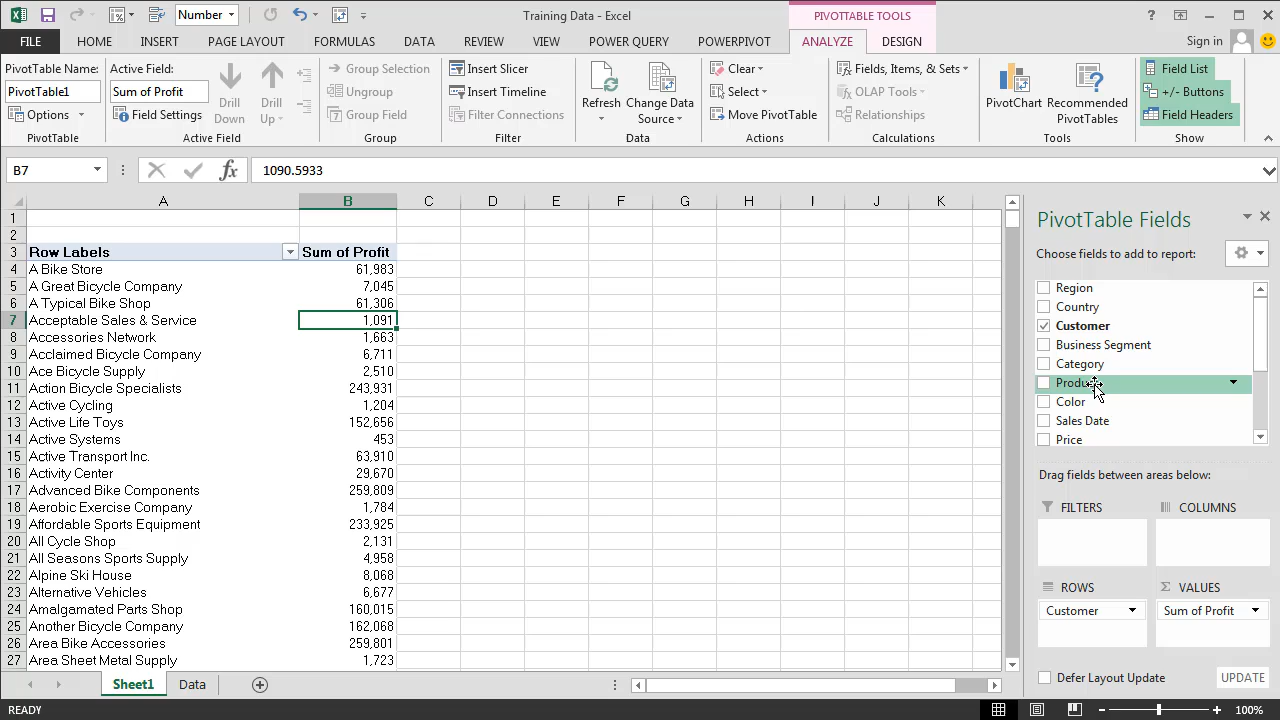 Number
Training Data - Excel
PIVOTTABLE TOOLS
?
FILE HOME INSERT PAGE LAYOUT FORMULAS DATA REVIEW VIEW POWER QUERY POWERPIVOT ANALYZE DESIGN Sign in
PivotTable Name: Active Field: Group Selection Insert Slicer Clear Fields, Items, & Sets Field List
PivotTable1 Sum of Profit Drill Down Drill Up Ungroup Insert Timeline Refresh Change Data Source Select OLAP Tools PivotChart Recommended PivotTables +/- Buttons
Options Field Settings Group Field Filter Connections Move PivotTable Relationships Field Headers
PivotTable Active Field Group Filter Data Actions Calculations Tools Show
B7 fx 1090.5933
A B C D E F G H I J K
1
2
3 Row Labels Sum of Profit
4 A Bike Store 61,983
5 A Great Bicycle Company 7,045
6 A Typical Bike Shop 61,306
7 Acceptable Sales & Service 1,091
8 Accessories Network 1,663
9 Acclaimed Bicycle Company 6,711
10 Ace Bicycle Supply 2,510
11 Action Bicycle Specialists 243,931
12 Active Cycling 1,204
13 Active Life Toys 152,656
14 Active Systems 453
15 Active Transport Inc. 63,910
16 Activity Center 29,670
17 Advanced Bike Components 259,809
18 Aerobic Exercise Company 1,784
19 Affordable Sports Equipment 233,925
20 All Cycle Shop 2,131
21 All Seasons Sports Supply 4,958
22 Alpine Ski House 8,068
23 Alternative Vehicles 6,677
24 Amalgamated Parts Shop 160,015
25 Another Bicycle Company 162,068
26 Area Bike Accessories 259,801
27 Area Sheet Metal Supply 1,723
PivotTable Fields
Choose fields to add to report:
Region
Country
Customer
Business Segment
Category
Color
Sales Date
Price
Drag fields between areas below:
FILTERS COLUMNS
ROWS VALUES
Customer Sum of Profit
Defer Layout Update UPDATE
Sheet1 Data
READY 100%